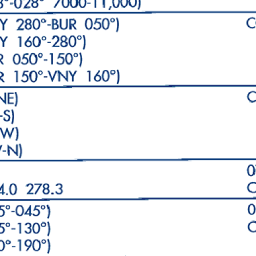 °-028° 7000-11,000)
Y 280°-BUR 050°) C
Y 160°-280°)
R 050°-150°)
R 150°-VNY 160°)
NE) C
-S)
W)
-N)
0
4.0 278.3 C
5°-045°) 0
5°-130°) C
0°-190°)